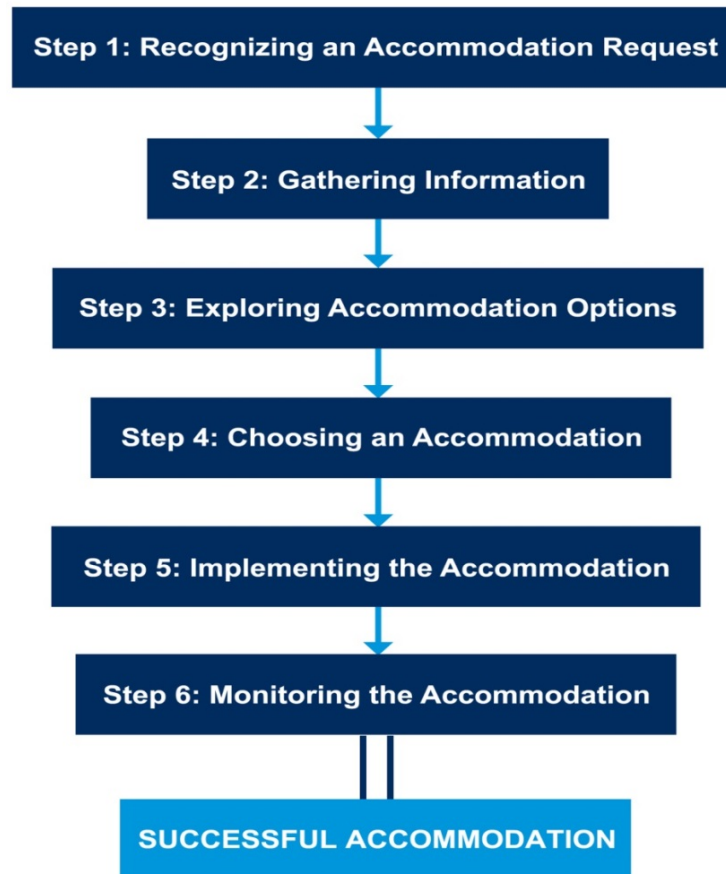 Step 1: Recognizing an Accommodation Request
Step 2: Gathering Information
Step 3: Exploring Accommodation Options
Step 4: Choosing an Accommodation
Step 5: Implementing the Accommodation
Step 6: Monitoring the Accommodation
SUCCESSFUL ACCOMMODATION